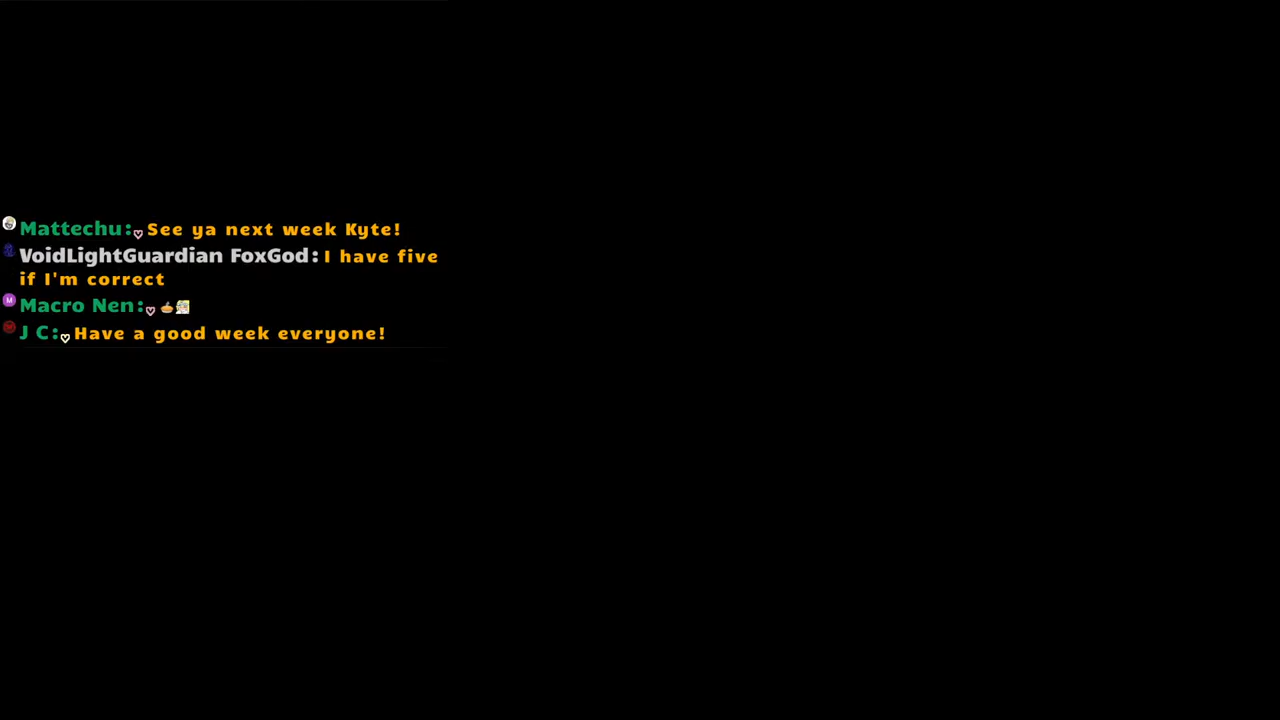 Mattechu: See ya next week Kyte!
VoidLightGuardian FoxGod: I have five
if I'm correct
M Macro Nen:
J C: Have a good week everyone!